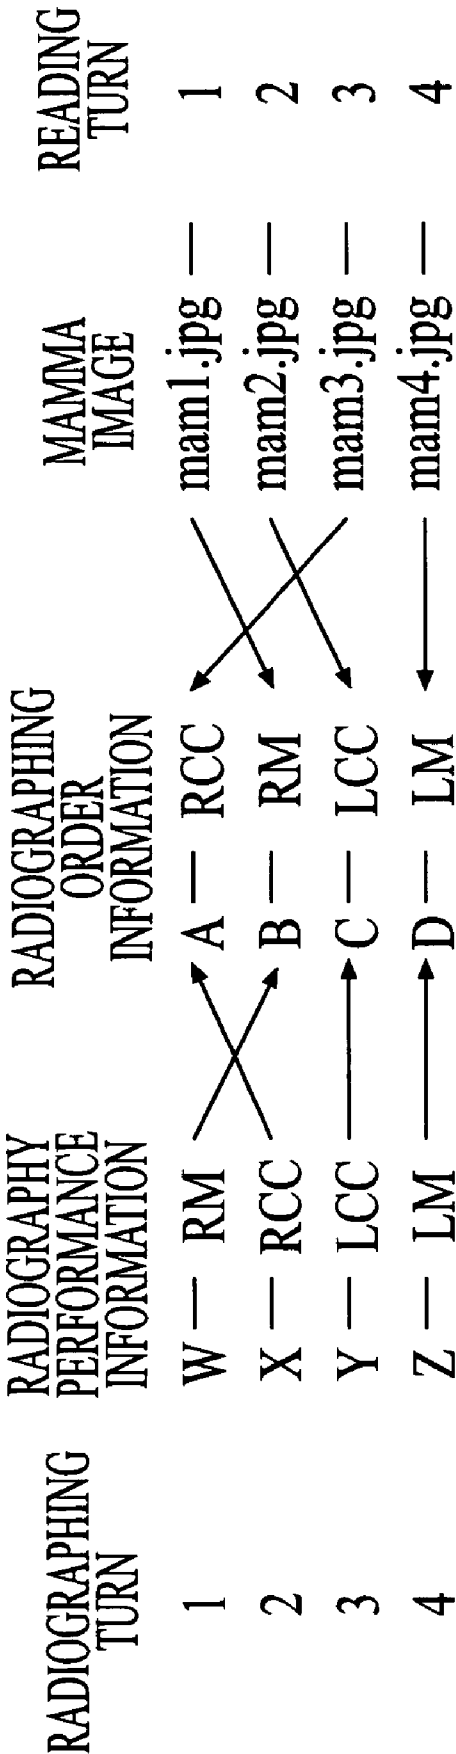 RADIOGRAPHING TURN
RADIOGRAPHY PERFORMANCE INFORMATION
RADIOGRAPHING ORDER INFORMATION
MAMMA IMAGE
READING TURN
1 W — RM A — RCC mam1.jpg — 1
2 X — RCC B — RM mam2.jpg — 2
3 Y — LCC C — LCC mam3.jpg — 3
4 Z — LM D — LM mam4.jpg — 4